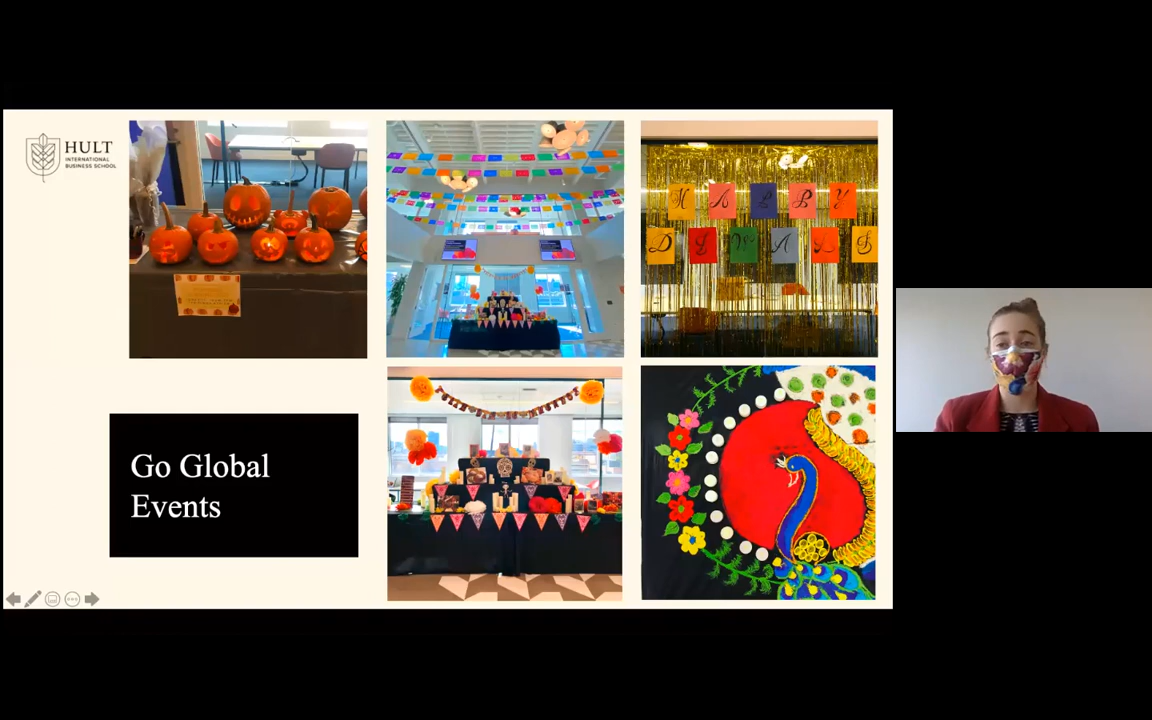 HULT
INTERNATIONAL
BUSINESS SCHOOL
HAPPY
DIWALI
Go Global
Events